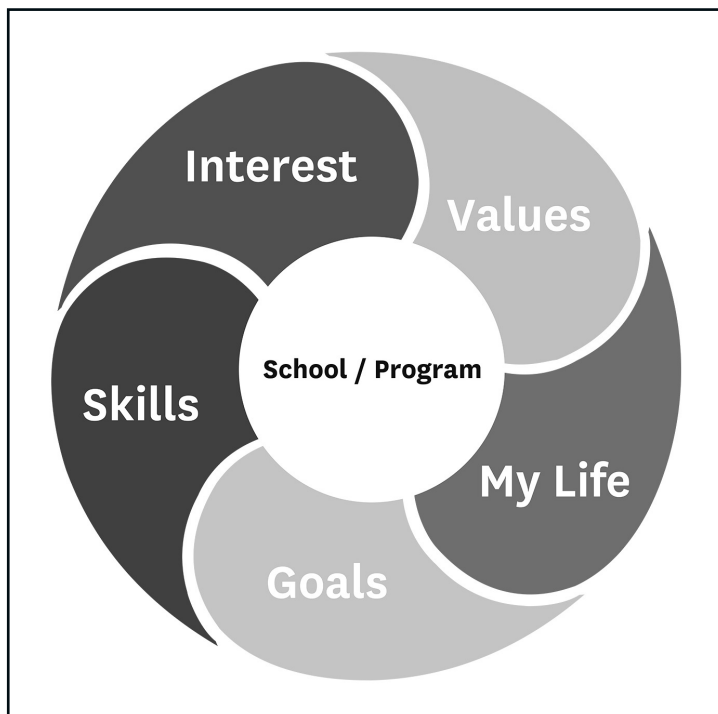 Interest
Values
School / Program
Skills
My Life
Goals